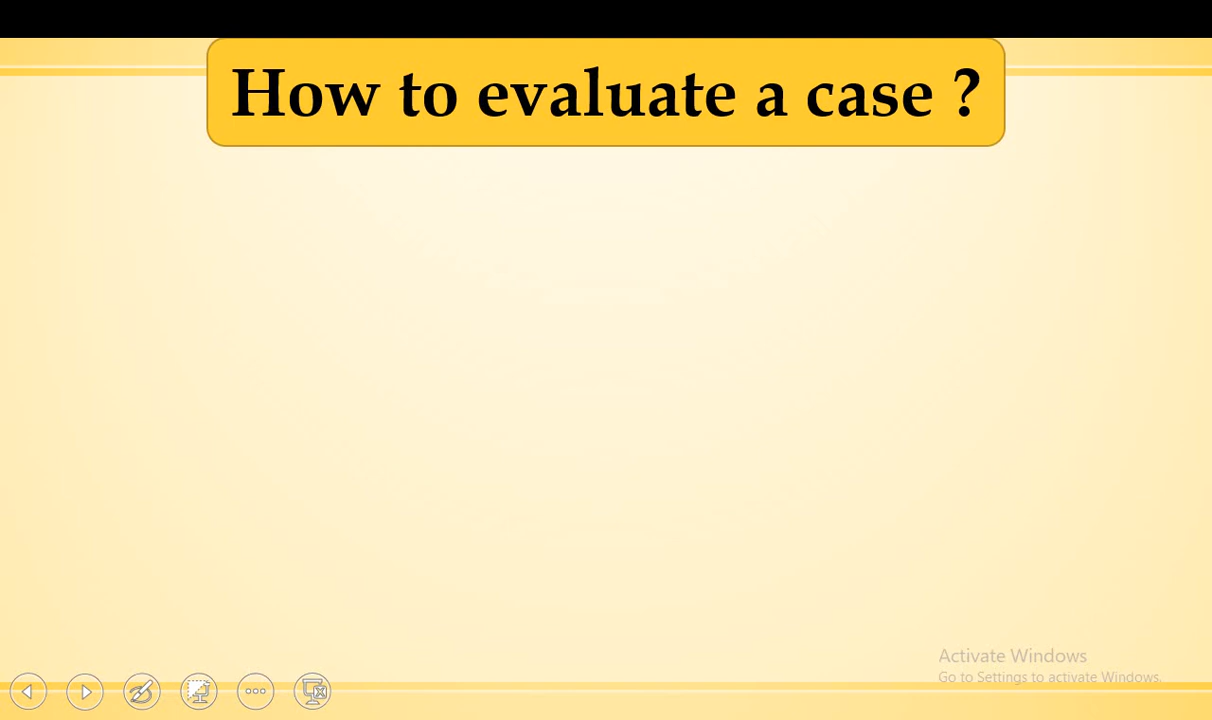 How to evaluate a case ?
Activate Windows
Go to Settings to activate Windows.